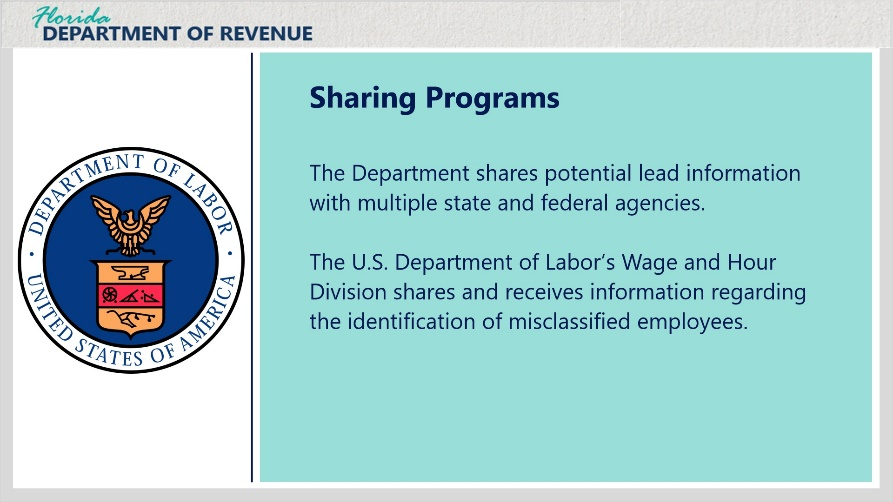 Florida
DEPARTMENT OF REVENUE
Sharing Programs
The Department shares potential lead information
with multiple state and federal agencies.
The U.S. Department of Labor’s Wage and Hour
Division shares and receives information regarding
the identification of misclassified employees.
· DEPARTMENT OF LABOR ·
UNITED STATES OF AMERICA